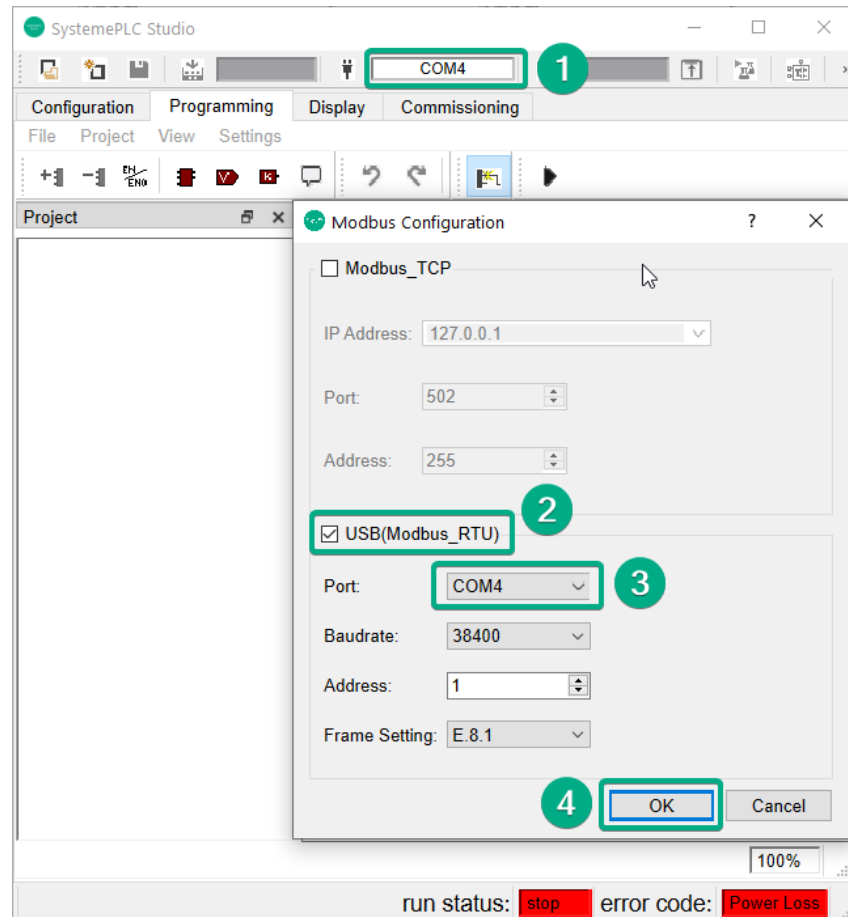 SystemePLC Studio
COM4
1
Configuration Programming Display Commissioning
File Project View Settings
EN/ENO V K
Project
Modbus Configuration ?
Modbus_TCP
IP Address: 127.0.0.1
Port: 502
Address: 255
2
USB(Modbus_RTU)
Port: COM4
3
Baudrate: 38400
Address: 1
Frame Setting: E.8.1
4
OK Cancel
100%
run status: stop error code: Power Loss